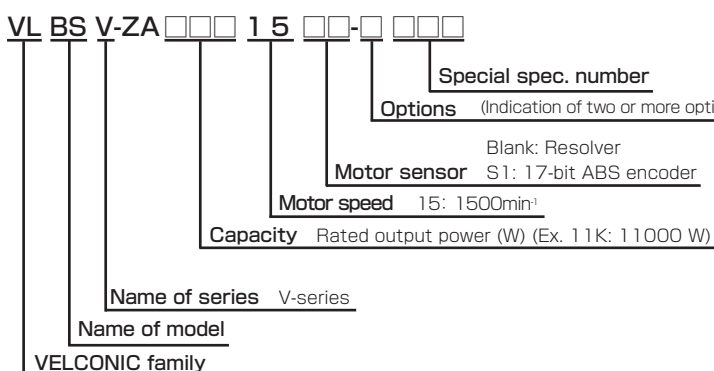 VL BS V-ZA□□□ 15 □□-□ □□□
Special spec. number
Options (Indication of two or more
Blank: Resolver
Motor sensor S1: 17-bit ABS encoder
Motor speed 15: 1500min-1
Capacity Rated output power (W) (Ex. 11K: 11000 W)
Name of series V-series
Name of model
VELCONIC family